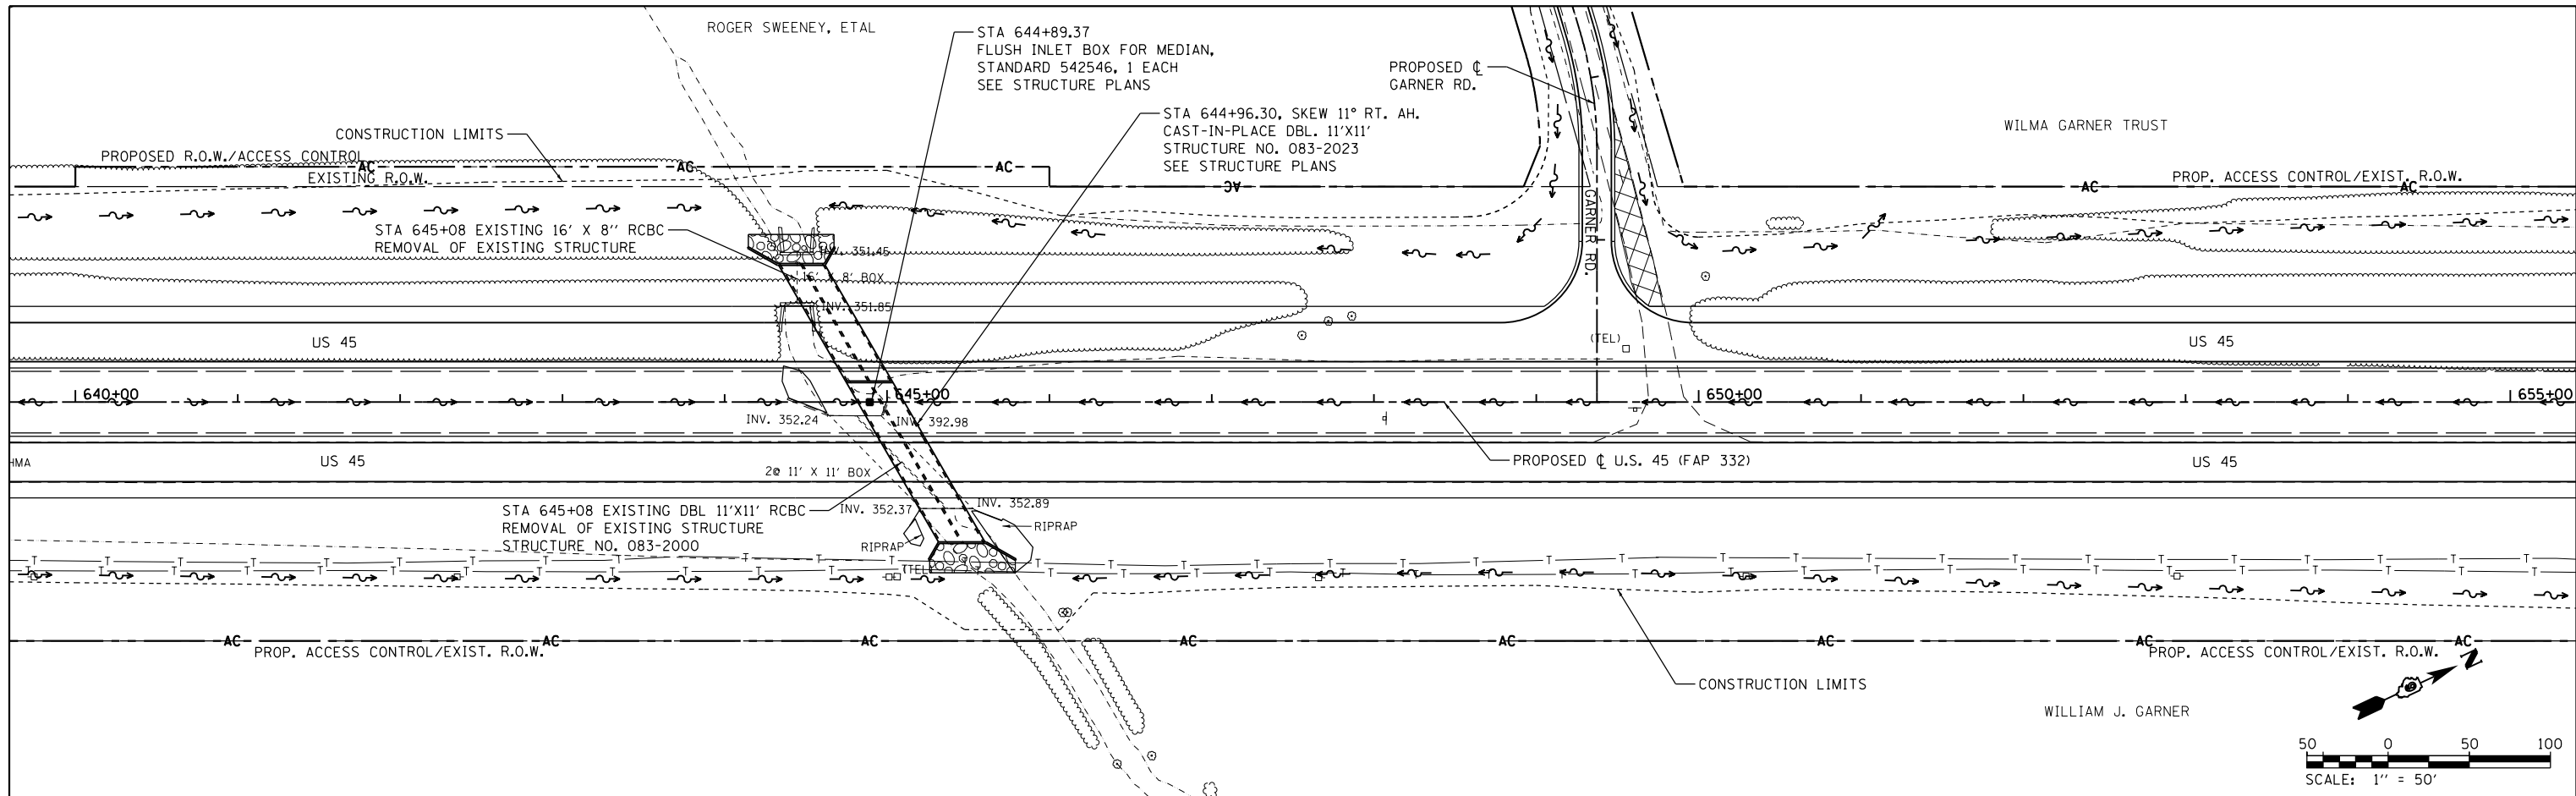 ROGER SWEENEY, ETAL
STA 644+89.37
FLUSH INLET BOX FOR MEDIAN,
STANDARD 542546, 1 EACH
SEE STRUCTURE PLANS
PROPOSED ℄
GARNER RD.
STA 644+96.30, SKEW 11° RT. AH.
CAST-IN-PLACE DBL. 11'X11'
STRUCTURE NO. 083-2023
SEE STRUCTURE PLANS
WILMA GARNER TRUST
CONSTRUCTION LIMITS
PROPOSED R.O.W./ACCESS CONTROL
AC
AC
AC
EXISTING R.O.W.
AC
PROP. ACCESS CONTROL/EXIST. R.O.W.
AC
AC
GARNER RD.
STA 645+08 EXISTING 16' X 8'' RCBC
REMOVAL OF EXISTING STRUCTURE
INV. 351.45
16' X 8' BOX
INV. 351.85
US 45
(TEL)
US 45
640+00
645+00
650+00
655+00
INV. 352.24
INV. 392.98
HMA
US 45
2@ 11' X 11' BOX
PROPOSED ℄ U.S. 45 (FAP 332)
US 45
STA 645+08 EXISTING DBL 11'X11' RCBC
REMOVAL OF EXISTING STRUCTURE
STRUCTURE NO. 083-2000
INV. 352.37
INV. 352.89
RIPRAP
RIPRAP
(TEL)
T T T T T T T T T T T T T T T T T T T T T T
T T T T T T T T T T T T T T T T T T T T T T
AC
AC
AC
AC
AC
AC
AC
AC
PROP. ACCESS CONTROL/EXIST. R.O.W.
PROP. ACCESS CONTROL/EXIST. R.O.W.
N
CONSTRUCTION LIMITS
WILLIAM J. GARNER
50 0 50 100
SCALE: 1'' = 50'